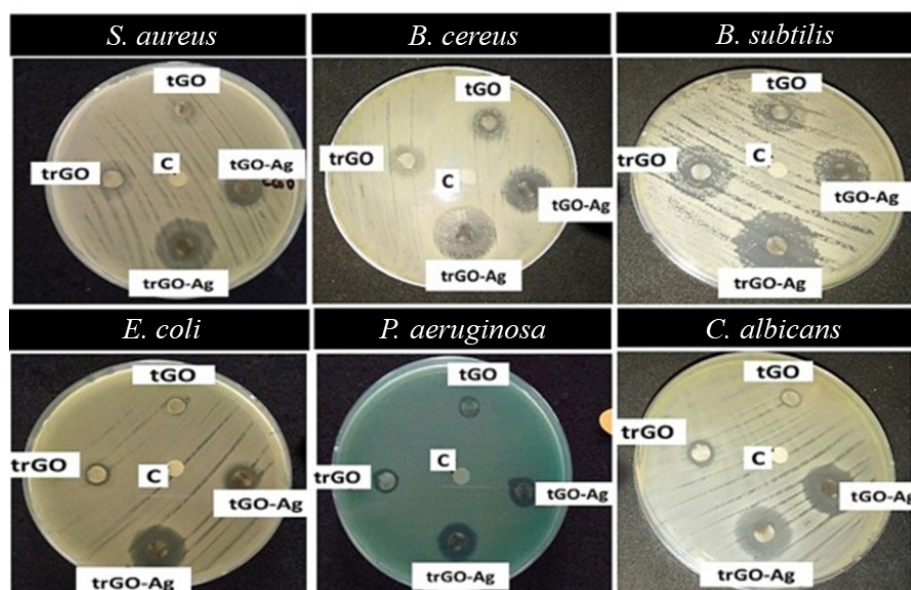 S. aureus
B. cereus
B. subtilis
tGO
trGO
C
tGO-Ag
trGO-Ag
tGO
trGO
C
tGO-Ag
trGO-Ag
tGO
trGO
C
tGO-Ag
trGO-Ag
E. coli
P. aeruginosa
C. albicans
tGO
trGO
C
tGO-Ag
trGO-Ag
tGO
trGO
C
tGO-Ag
trGO-Ag
tGO
trGO
C
tGO-Ag
trGO-Ag